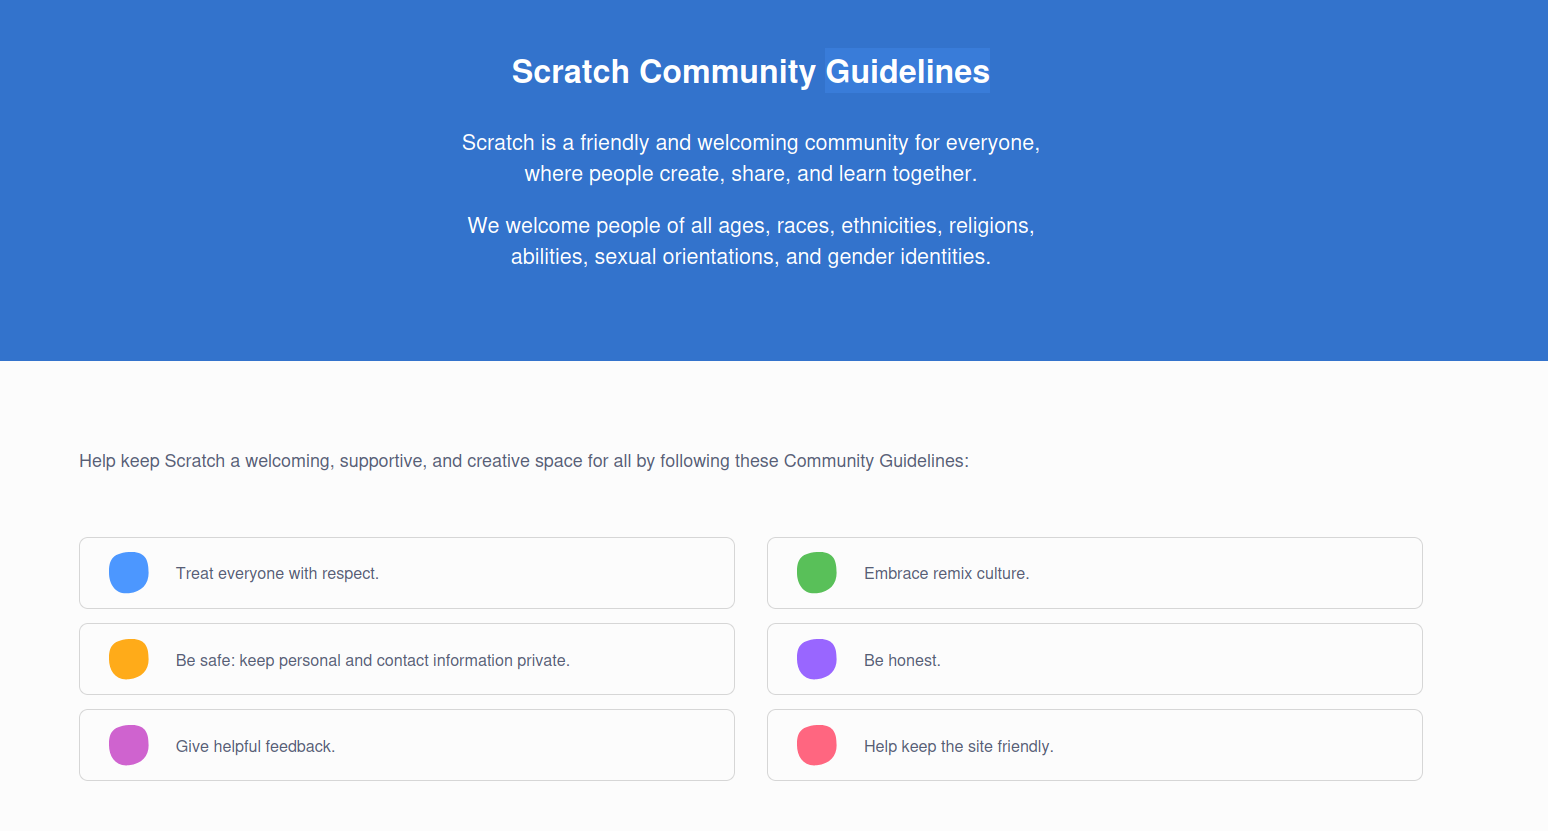 Scratch Community Guidelines
Scratch is a friendly and welcoming community for everyone,
where people create, share, and learn together.
We welcome people of all ages, races, ethnicities, religions,
abilities, sexual orientations, and gender identities.
Help keep Scratch a welcoming, supportive, and creative space for all by following these Community Guidelines:
Treat everyone with respect.
Embrace remix culture.
Be safe: keep personal and contact information private.
Be honest.
Give helpful feedback.
Help keep the site friendly.